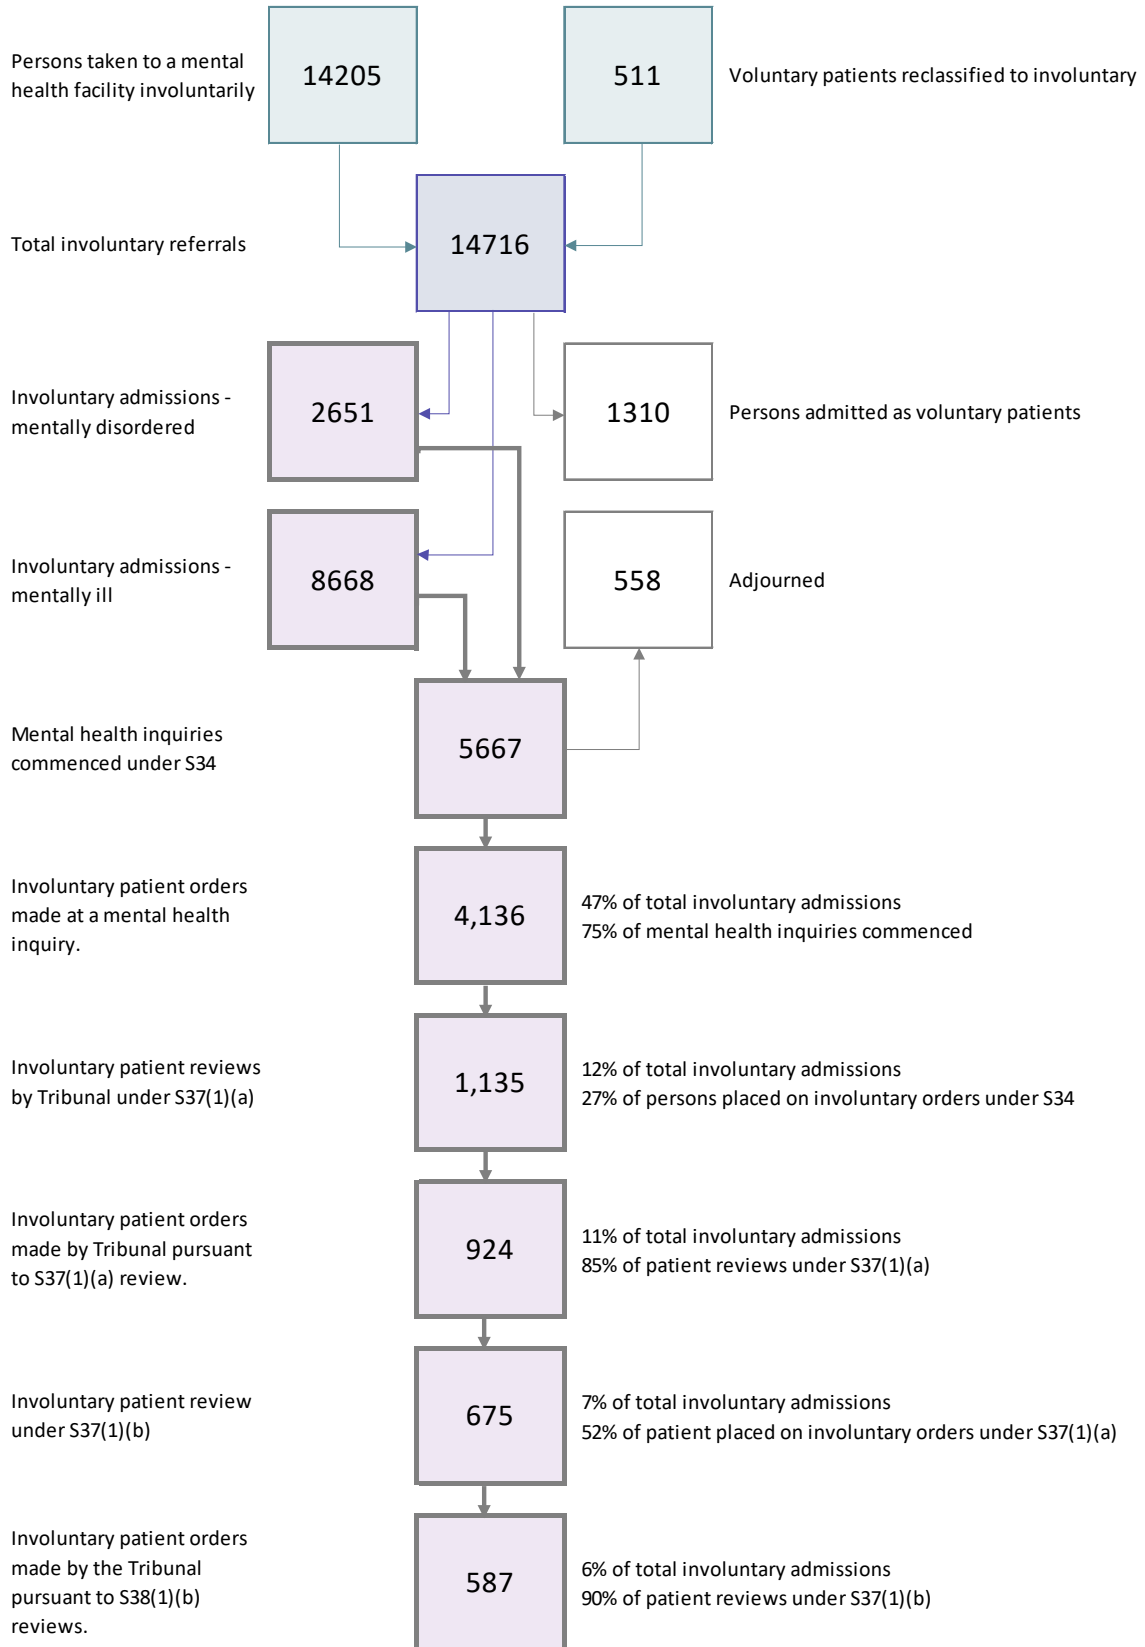 Persons taken to a mental
health facility involuntarily
14205
511
Voluntary patients reclassified to involuntary
Total involuntary referrals
14716
Involuntary admissions -
mentally disordered
2651
1310
Persons admitted as voluntary patients
Involuntary admissions -
mentally ill
8668
558
Adjourned
Mental health inquiries
commenced under S34
5667
Involuntary patient orders
made at a mental health
inquiry.
4,136
47% of total involuntary admissions
75% of mental health inquiries commenced
Involuntary patient reviews
by Tribunal under S37(1)(a)
1,135
12% of total involuntary admissions
27% of persons placed on involuntary orders under S34
Involuntary patient orders
made by Tribunal pursuant
to S37(1)(a) review.
924
11% of total involuntary admissions
85% of patient reviews under S37(1)(a)
Involuntary patient review
under S37(1)(b)
675
7% of total involuntary admissions
52% of patient placed on involuntary orders under S37(1)(a)
Involuntary patient orders
made by the Tribunal
pursuant to S38(1)(b)
reviews.
587
6% of total involuntary admissions
90% of patient reviews under S37(1)(b)